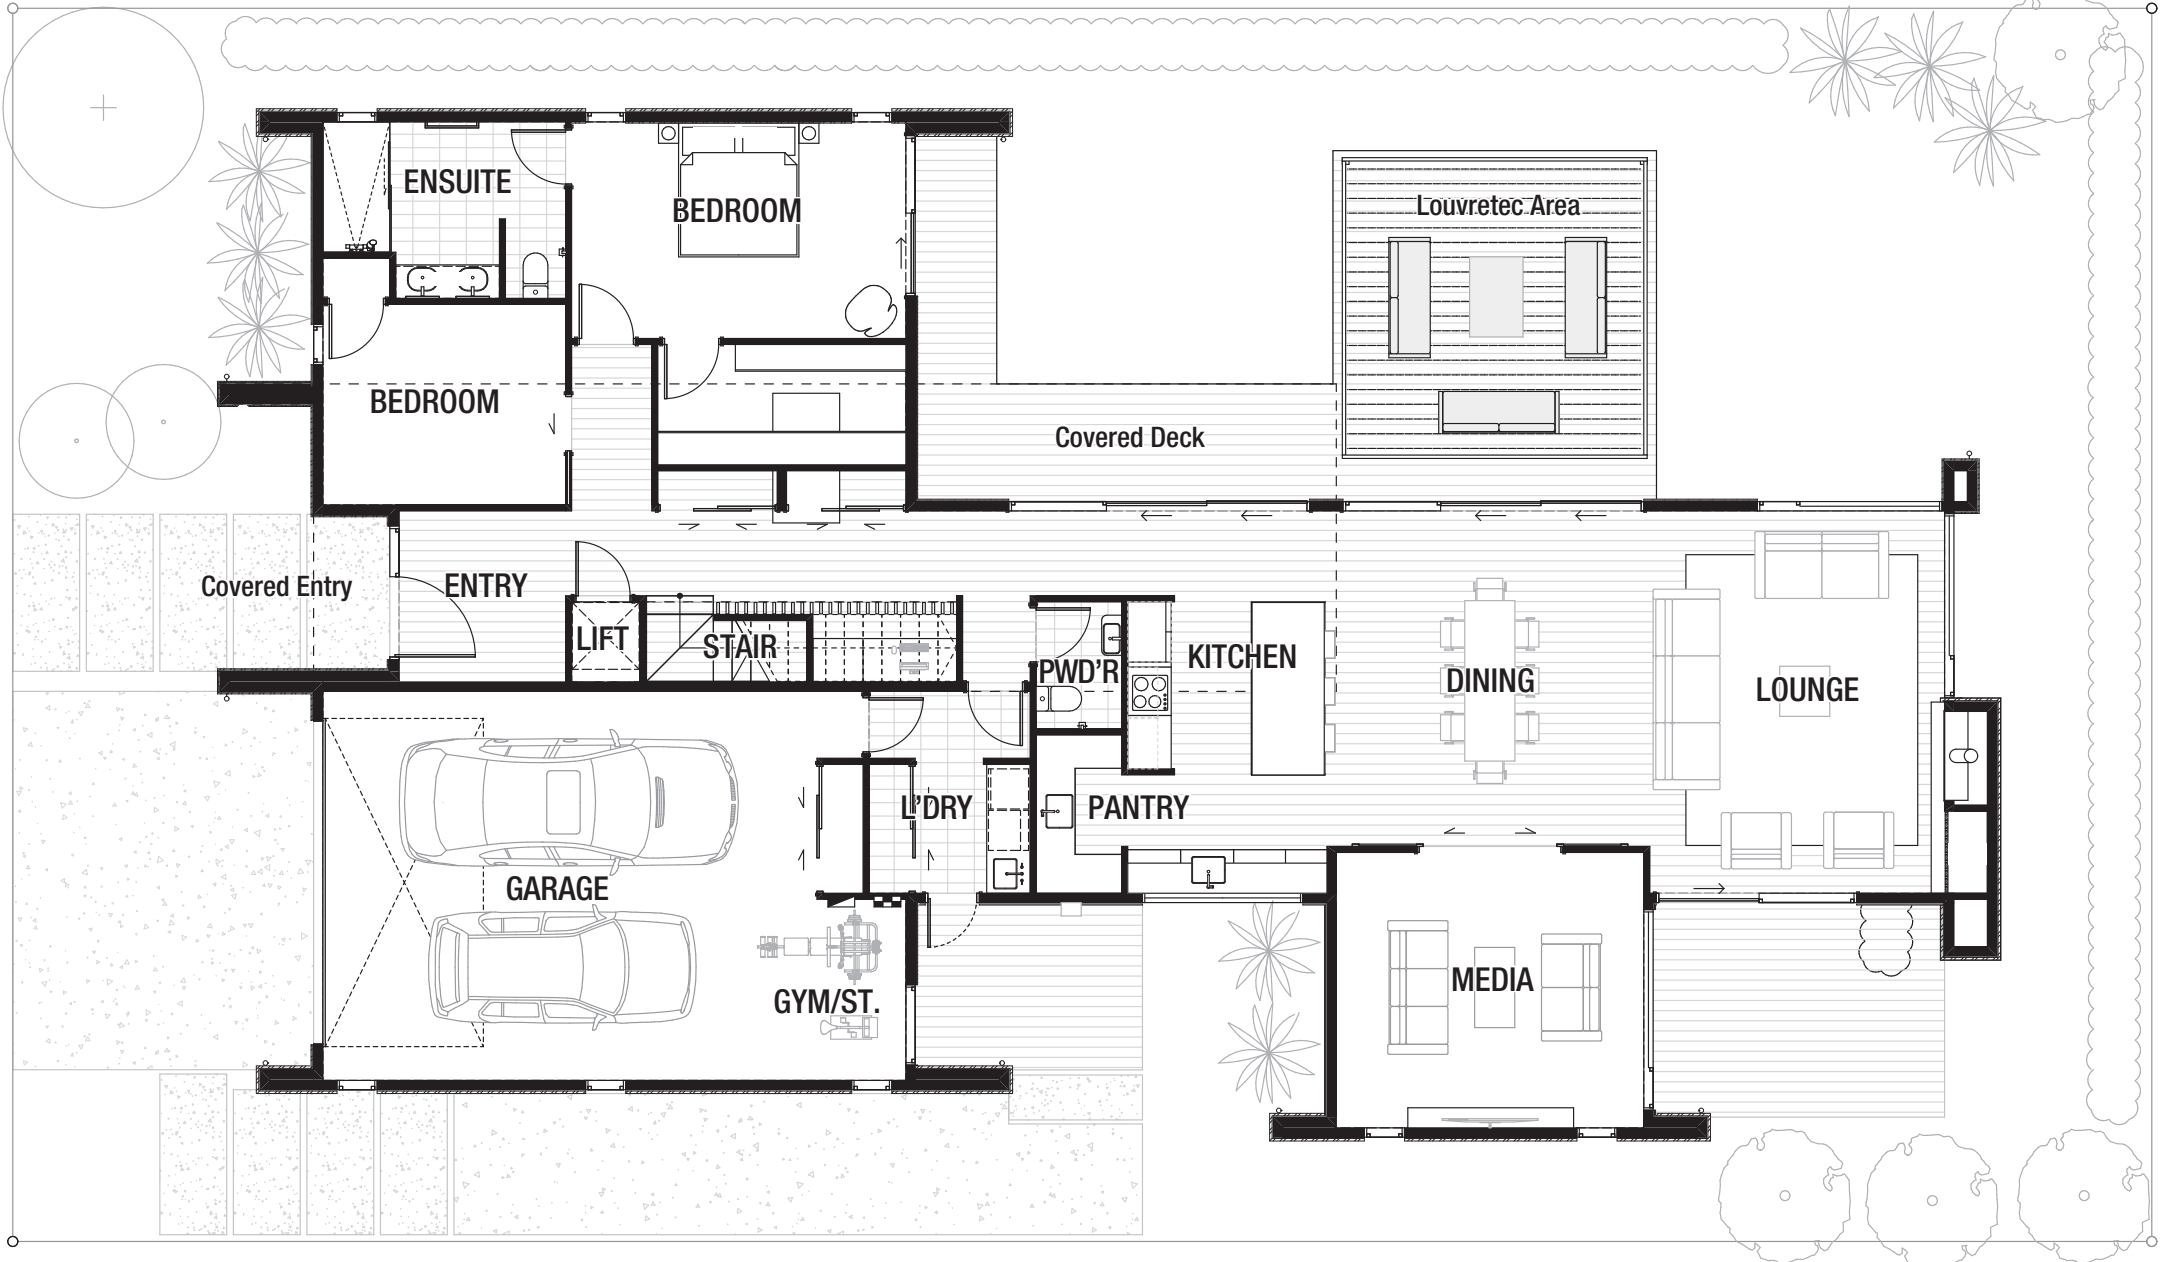 ENSUITE
BEDROOM
Louvretec Area
BEDROOM
Covered Deck
Covered Entry
ENTRY
LIFT
STAIR
PWD'R
KITCHEN
DINING
LOUNGE
L'DRY
PANTRY
GARAGE
GYM/ST.
MEDIA